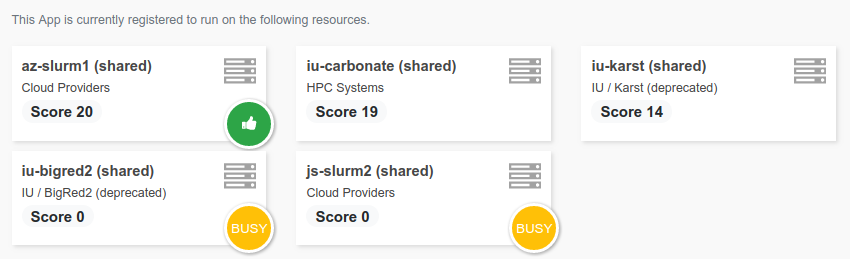 This App is currently registered to run on the following resources.
az-slurm1 (shared)
Cloud Providers
Score 20
iu-carbonate (shared)
HPC Systems
Score 19
iu-karst (shared)
IU / Karst (deprecated)
Score 14
iu-bigred2 (shared)
IU / BigRed2 (deprecated)
Score 0
BUSY
js-slurm2 (shared)
Cloud Providers
Score 0
BUSY